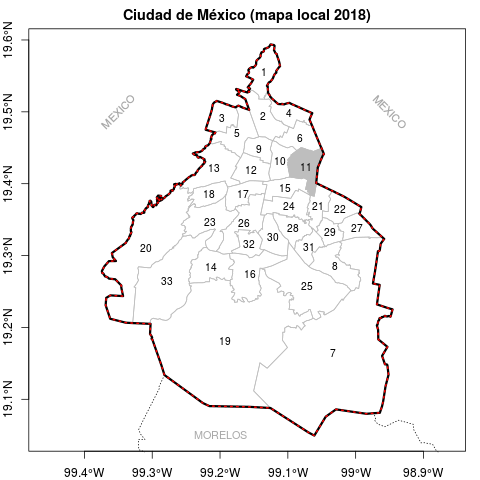 Ciudad de México (mapa local 2018)
19.6°N
19.5°N
19.4°N
19.3°N
19.2°N
19.1°N
MEXICO
MEXICO
1
2
3
4
5
6
9
10
11
12
13
15
18
17
24
21
22
23
26
28
29
27
32
30
31
20
14
16
8
33
25
19
7
MORELOS
99.4°W
99.3°W
99.2°W
99.1°W
99°W
98.9°W